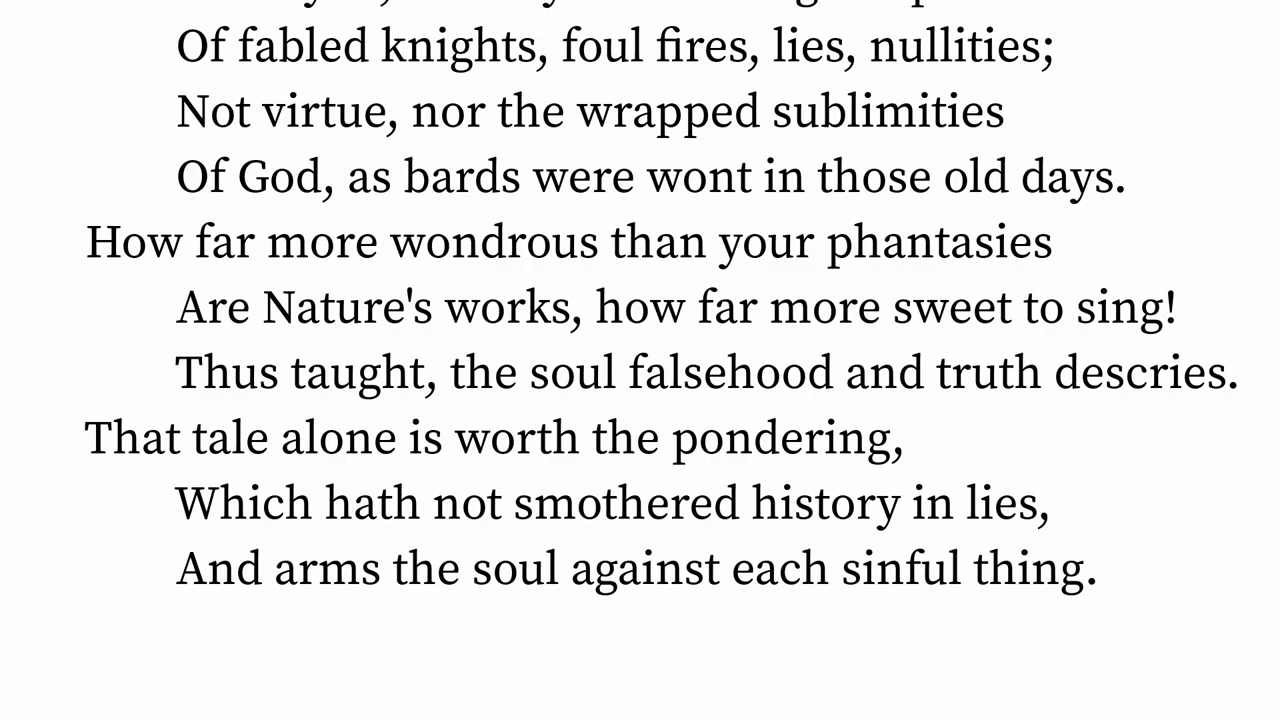 Of fabled knights, foul fires, lies, nullities;
Not virtue, nor the wrapped sublimities
Of God, as bards were wont in those old days.
How far more wondrous than your phantasies
Are Nature's works, how far more sweet to sing!
Thus taught, the soul falsehood and truth descries.
That tale alone is worth the pondering,
Which hath not smothered history in lies,
And arms the soul against each sinful thing.